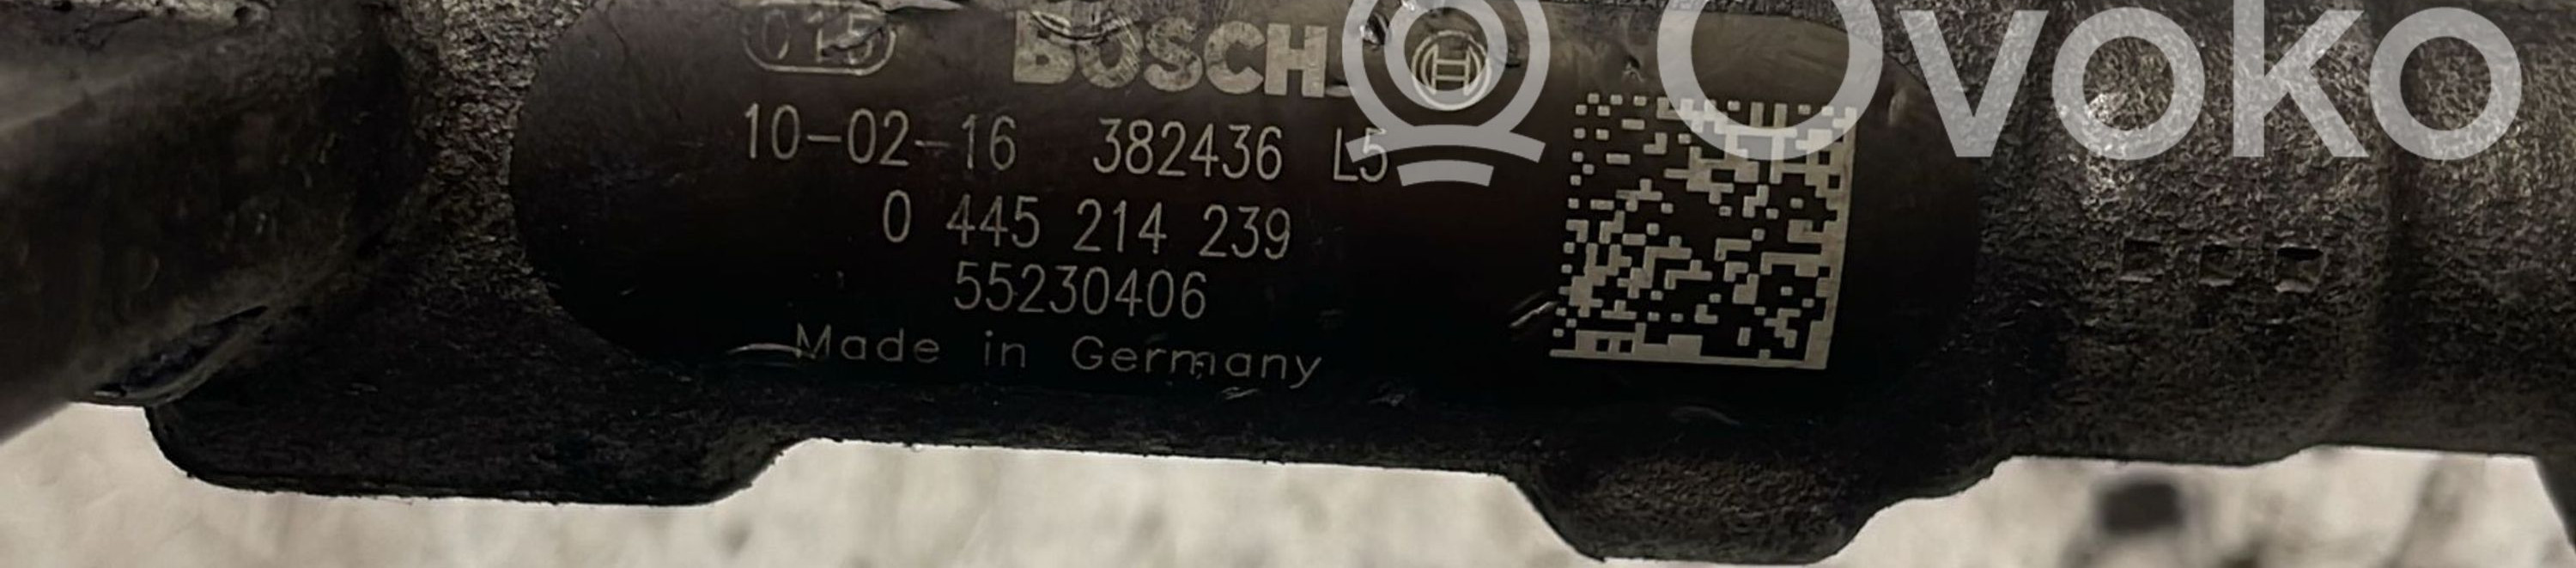 015 BOSCH
10-02-16 382436 L5
0 445 214 239
55230406
Made in Germany
Ovoko